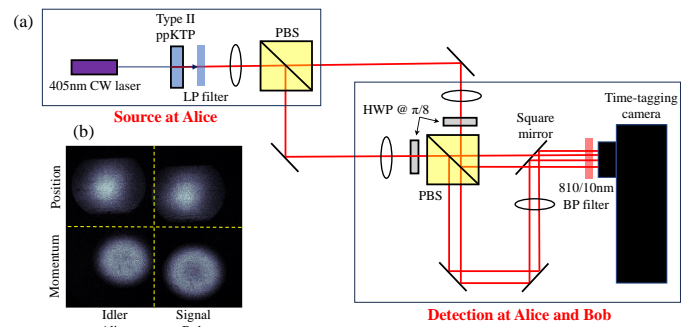 (a)
Type II
ppKTP
PBS
405nm CW laser
LP filter
Source at Alice
HWP @ π/8
Square
mirror
Time-tagging
camera
PBS
810/10nm
BP filter
Detection at Alice and Bob
(b)
Position
Momentum
Idler
Signal